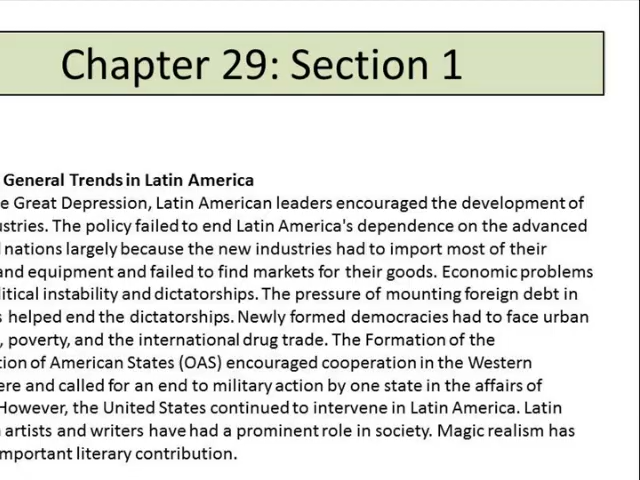 Chapter 29: Section 1
General Trends in Latin America
e Great Depression, Latin American leaders encouraged the development of
ustries. The policy failed to end Latin America's dependence on the advanced
nations largely because the new industries had to import most of their
and equipment and failed to find markets for their goods. Economic problems
litical instability and dictatorships. The pressure of mounting foreign debt in
s helped end the dictatorships. Newly formed democracies had to face urban
, poverty, and the international drug trade. The Formation of the
tion of American States (OAS) encouraged cooperation in the Western
ere and called for an end to military action by one state in the affairs of
However, the United States continued to intervene in Latin America. Latin
artists and writers have had a prominent role in society. Magic realism has
mportant literary contribution.